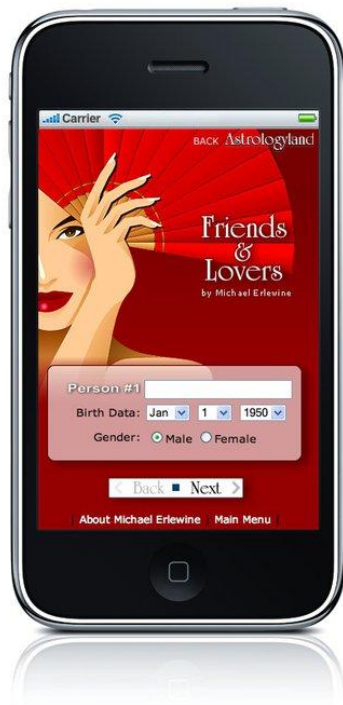 Carrier
BACK Astrologyland
Friends
&
Lovers
by Michael Erlewine
Person #1
Birth Data: Jan 1 1950
Gender: Male Female
< Back ▪ Next >
About Michael Erlewine | Main Menu |